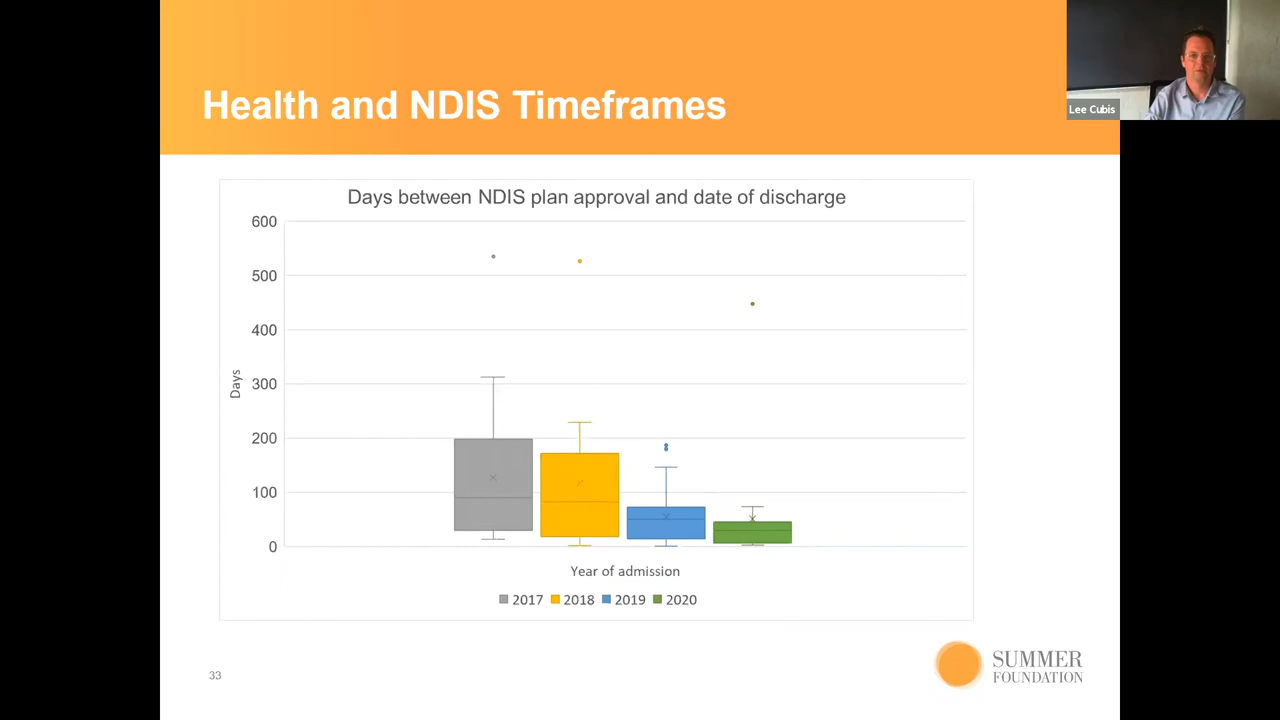 Health and NDIS Timeframes
Lee Cubis
Days between NDIS plan approval and date of discharge
600
500
400
300
200
100
0
Days
Year of admission
2017 2018 2019 2020
33
SUMMER
FOUNDATION